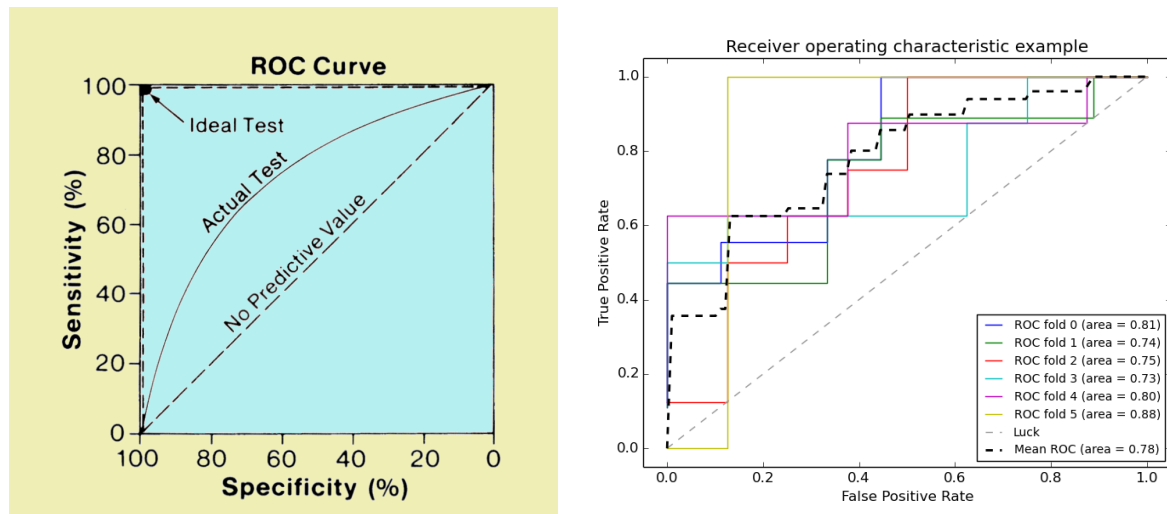 ROC Curve
100
80
60
40
20
0
Sensitivity (%)
Ideal Test
Actual Test
No Predictive Value
100
80
60
40
20
0
Specificity (%)
Receiver operating characteristic example
1.0
0.8
0.6
0.4
0.2
0.0
True Positive Rate
ROC fold 0 (area = 0.81)
ROC fold 1 (area = 0.74)
ROC fold 2 (area = 0.75)
ROC fold 3 (area = 0.73)
ROC fold 4 (area = 0.80)
ROC fold 5 (area = 0.88)
Luck
Mean ROC (area = 0.78)
0.0
0.2
0.4
0.6
0.8
1.0
False Positive Rate